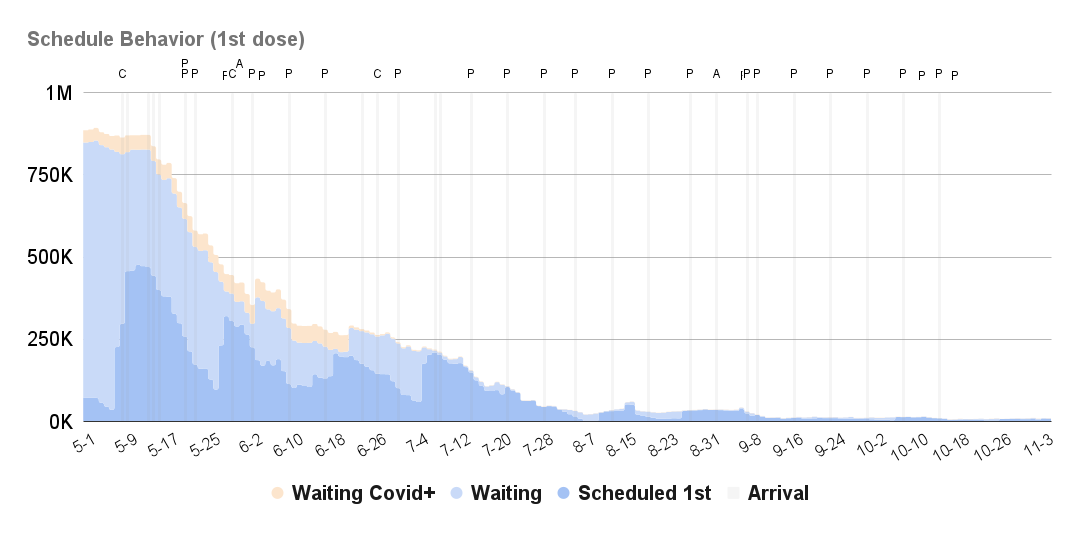 Schedule Behavior (1st dose)
P A
C P P F C P P P P C P P P P P P P P A I P P P P P P P P P
1M
750K
500K
250K
0K
5-1 5-9 5-17 5-25 6-2 6-10 6-18 6-26 7-4 7-12 7-20 7-28 8-7 8-15 8-23 8-31 9-8 9-16 9-24 10-2 10-10 10-18 10-26 11-3
Waiting Covid+ Waiting Scheduled 1st Arrival